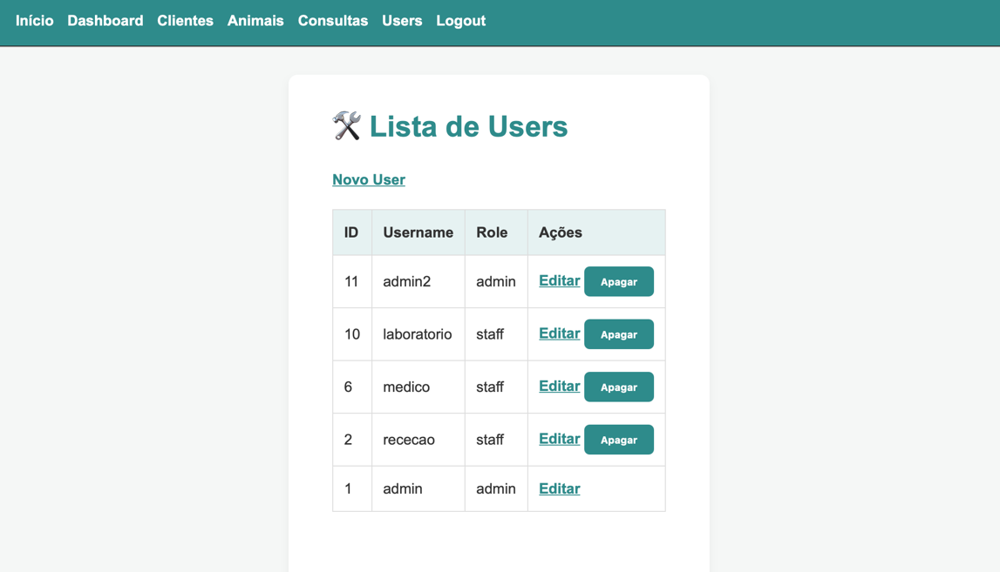 Início Dashboard Clientes Animais Consultas Users Logout
Lista de Users
Novo User
ID Username Role Ações
11 admin2 admin Editar Apagar
10 laboratorio staff Editar Apagar
6 medico staff Editar Apagar
2 rececao staff Editar Apagar
1 admin admin Editar